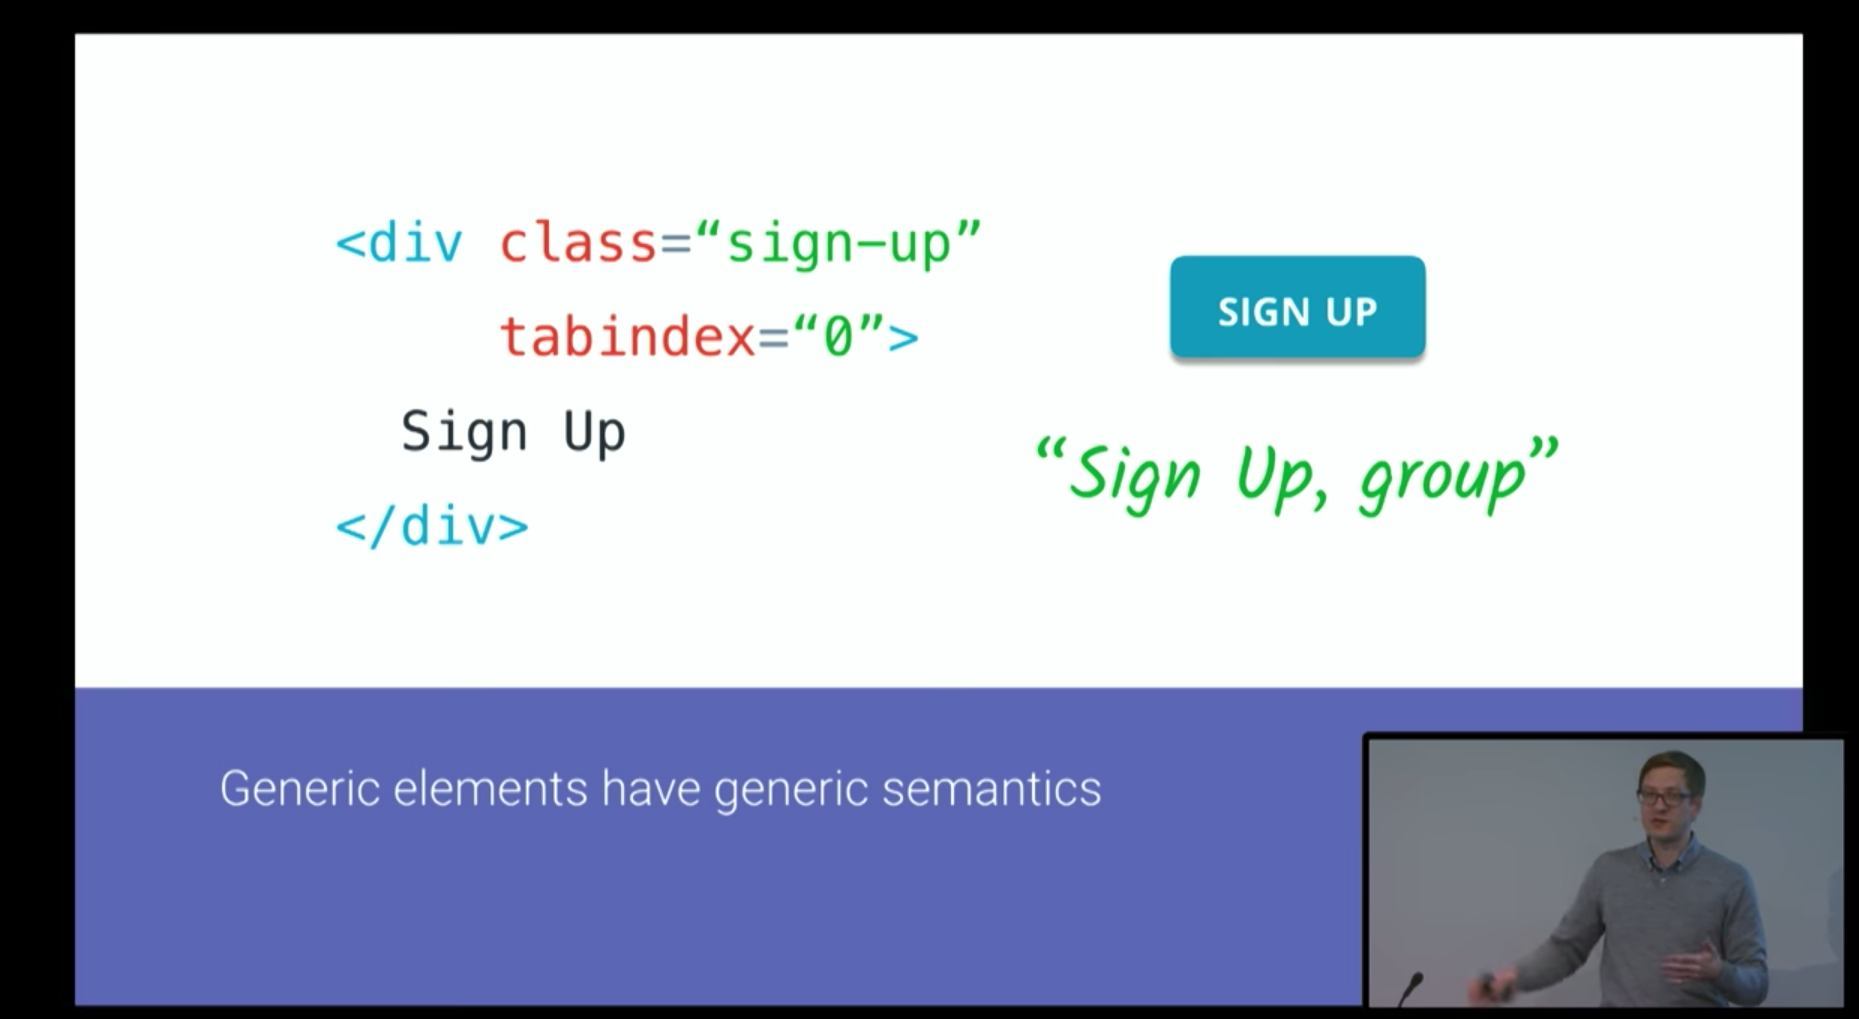 <div class=“sign-up”
tabindex=“0”>
Sign Up
</div>
SIGN UP
“Sign Up, group”
Generic elements have generic semantics